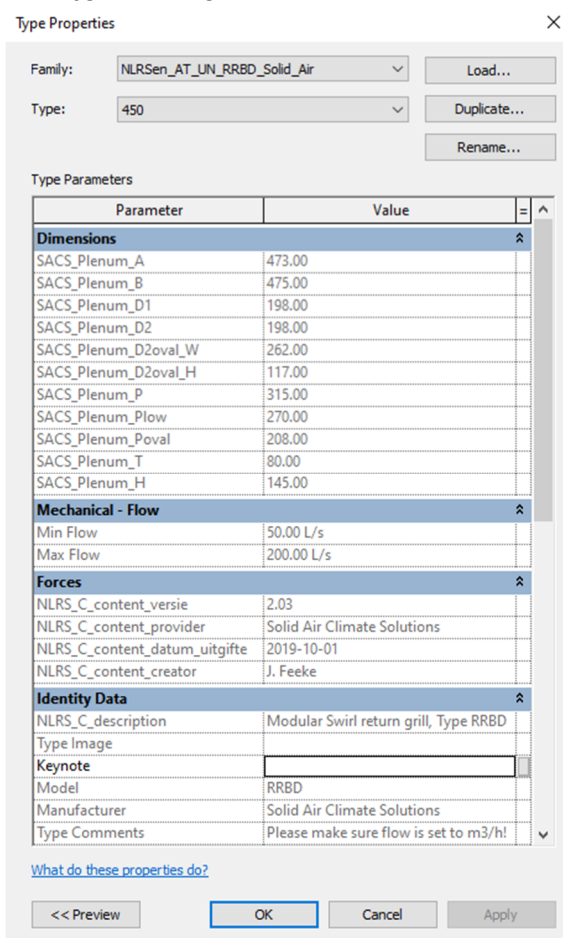 Type Properties
Family: NLRSen_AT_UN_RRBD_Solid_Air Load...
Type: 450 Duplicate...
Rename...
Type Parameters
Parameter Value =
Dimensions
SACS_Plenum_A 473.00
SACS_Plenum_B 475.00
SACS_Plenum_D1 198.00
SACS_Plenum_D2 198.00
SACS_Plenum_D2oval_W 262.00
SACS_Plenum_D2oval_H 117.00
SACS_Plenum_P 315.00
SACS_Plenum_Plow 270.00
SACS_Plenum_Poval 208.00
SACS_Plenum_T 80.00
SACS_Plenum_H 145.00
Mechanical - Flow
Min Flow 50.00 L/s
Max Flow 200.00 L/s
Forces
NLRS_C_content_versie 2.03
NLRS_C_content_provider Solid Air Climate Solutions
NLRS_C_content_datum_uitgifte 2019-10-01
NLRS_C_content_creator J. Feeke
Identity Data
NLRS_C_description Modular Swirl return grill, Type RRBD
Type Image
Keynote
Model RRBD
Manufacturer Solid Air Climate Solutions
Type Comments Please make sure flow is set to m3/h!
What do these properties do?
<< Preview OK Cancel Apply